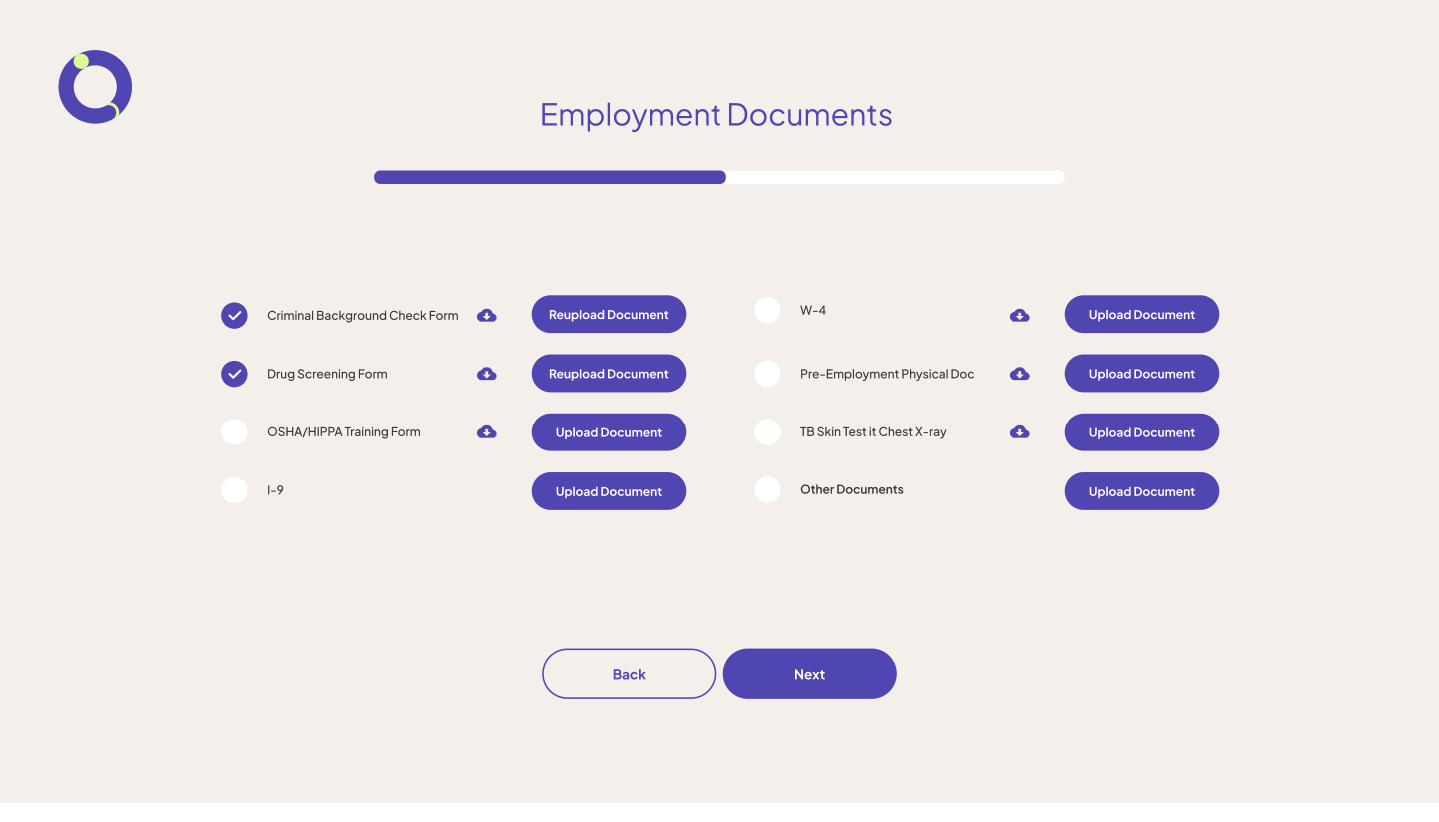 Employment Documents
Criminal Background Check Form
Reupload Document
W-4
Upload Document
Drug Screening Form
Reupload Document
Pre-Employment Physical Doc
Upload Document
OSHA/HIPPA Training Form
Upload Document
TB Skin Test it Chest X-ray
Upload Document
I-9
Upload Document
Other Documents
Upload Document
Back
Next